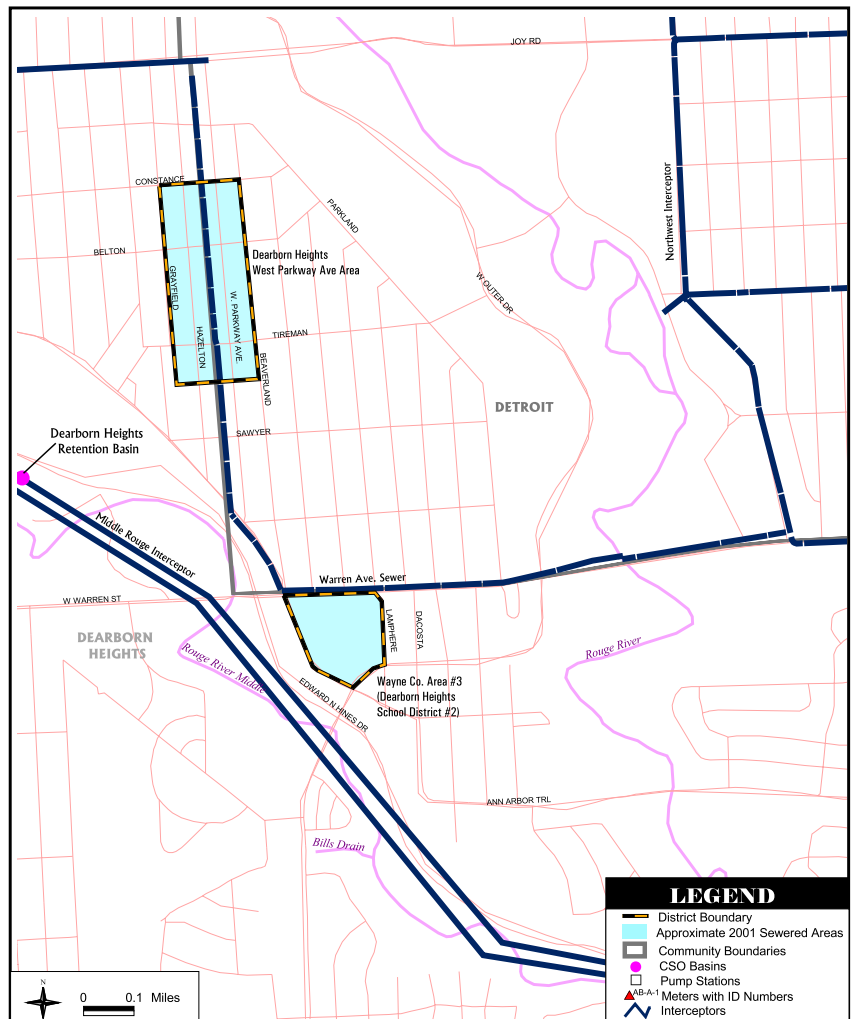 JOY RD
CONSTANCE
PARKLAND
Northwest Interceptor
BELTON
Dearborn Heights
West Parkway Ave Area
GRAYFIELD
W. PARKWAY AVE.
HAZELTON
W OUTER DR
TIREMAN
BEAVERLAND
DETROIT
SAWYER
Dearborn Heights
Retention Basin
Middle Rouge Interceptor
Warren Ave. Sewer
W WARREN ST
LAMPHERE
DACOSTA
DEARBORN
HEIGHTS
Rouge River Middle
Rouge River
Wayne Co. Area #3
(Dearborn Heights
School District #2)
EDWARD N HINES DR
ANN ARBOR TRL
Bills Drain
LEGEND
District Boundary
Approximate 2001 Sewered Areas
Community Boundaries
CSO Basins
Pump Stations
AB-A-1 Meters with ID Numbers
Interceptors
N
0 0.1 Miles